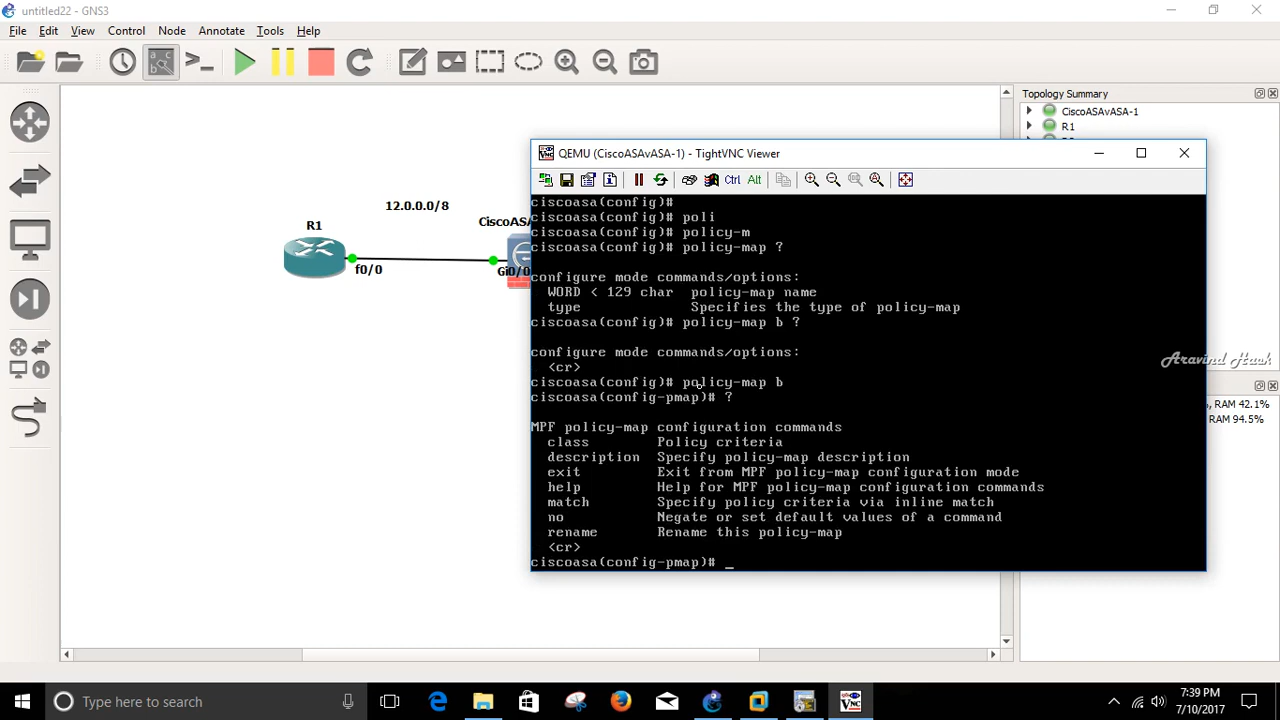 untitled22 - GNS3
File Edit View Control Node Annotate Tools Help
Topology Summary
CiscoASAvASA-1
R1
12.0.0.0/8
R1
CiscoASA
f0/0
Gi0/0
QEMU (CiscoASAvASA-1) - TightVNC Viewer
Ctrl Alt
ciscoasa(config)#
ciscoasa(config)# poli
ciscoasa(config)# policy-m
ciscoasa(config)# policy-map ?
configure mode commands/options:
WORD < 129 char policy-map name
type Specifies the type of policy-map
ciscoasa(config)# policy-map b ?
configure mode commands/options:
<cr>
ciscoasa(config)# policy-map b
ciscoasa(config-pmap)# ?
MPF policy-map configuration commands
class Policy criteria
description Specify policy-map description
exit Exit from MPF policy-map configuration mode
help Help for MPF policy-map configuration commands
match Specify policy criteria via inline match
no Negate or set default values of a command
rename Rename this policy-map
<cr>
ciscoasa(config-pmap)# _
Aravind Hask
, RAM 42.1%
RAM 94.5%
Type here to search
7:39 PM
7/10/2017